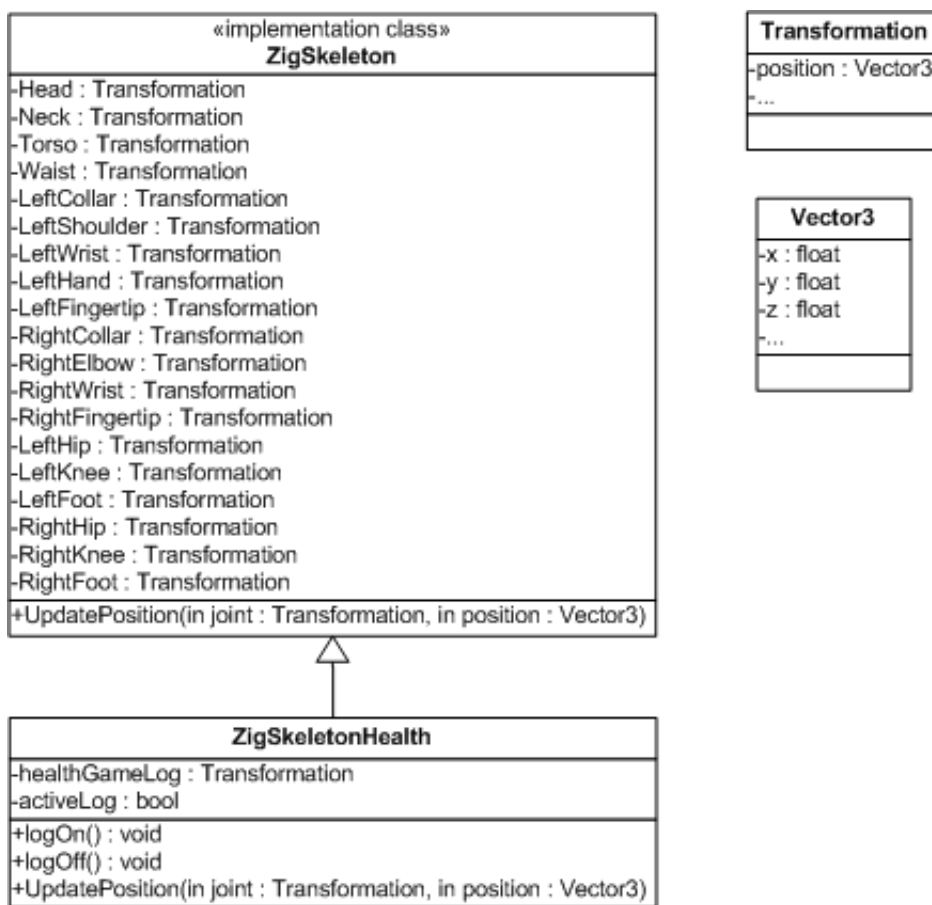 «implementation class»
ZigSkeleton
-Head : Transformation
-Neck : Transformation
-Torso : Transformation
-Waist : Transformation
-LeftCollar : Transformation
-LeftShoulder : Transformation
-LeftWrist : Transformation
-LeftHand : Transformation
-LeftFingertip : Transformation
-RightCollar : Transformation
-RightElbow : Transformation
-RightWrist : Transformation
-RightFingertip : Transformation
-LeftHip : Transformation
-LeftKnee : Transformation
-LeftFoot : Transformation
-RightHip : Transformation
-RightKnee : Transformation
-RightFoot : Transformation
+UpdatePosition(in joint : Transformation, in position : Vector3)
ZigSkeletonHealth
-healthGameLog : Transformation
-activeLog : bool
+logOn() : void
+logOff() : void
+UpdatePosition(in joint : Transformation, in position : Vector3)
Transformation
-position : Vector3
-...
Vector3
-x : float
-y : float
-z : float
-...